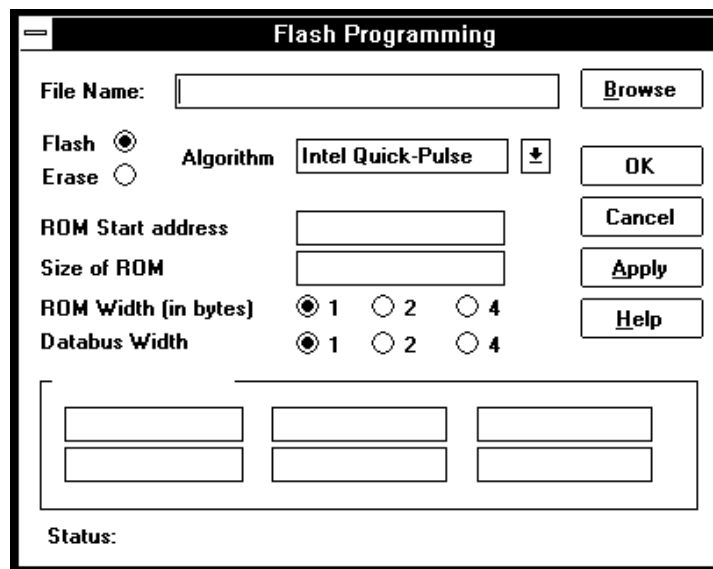 Flash Programming
File Name:
Browse
Flash
Erase
Algorithm
Intel Quick-Pulse
OK
Cancel
Apply
Help
ROM Start address
Size of ROM
ROM Width (in bytes) 1 2 4
Databus Width 1 2 4
Status: